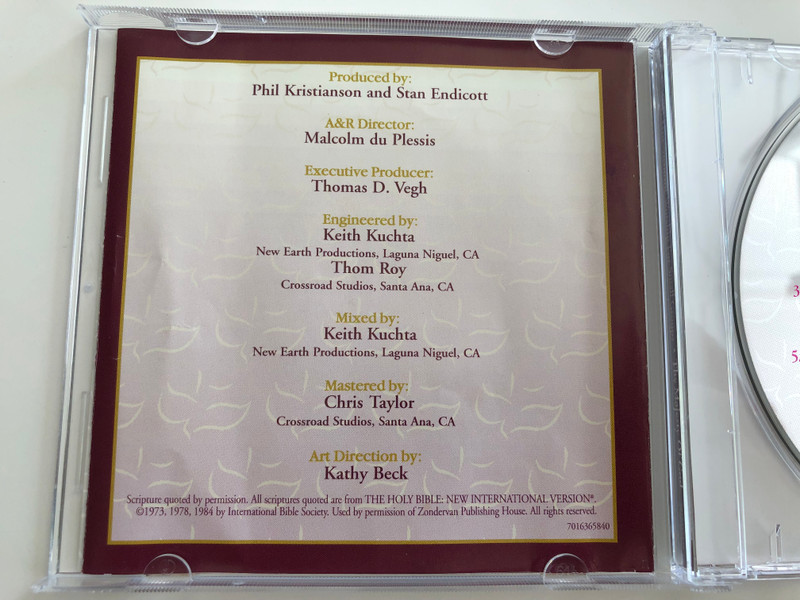 Produced by:
Phil Kristianson and Stan Endicott
A&R Director:
Malcolm du Plessis
Executive Producer:
Thomas D. Vegh
Engineered by:
Keith Kuchta
New Earth Productions, Laguna Niguel, CA
Thom Roy
Crossroad Studios, Santa Ana, CA
Mixed by:
Keith Kuchta
New Earth Productions, Laguna Niguel, CA
Mastered by:
Chris Taylor
Crossroad Studios, Santa Ana, CA
Art Direction by:
Kathy Beck
Scripture quoted by permission. All scriptures quoted are from THE HOLY BIBLE: NEW INTERNATIONAL VERSION®.
©1973, 1978, 1984 by International Bible Society. Used by permission of Zondervan Publishing House. All rights reserved.
7016365840
3
5.